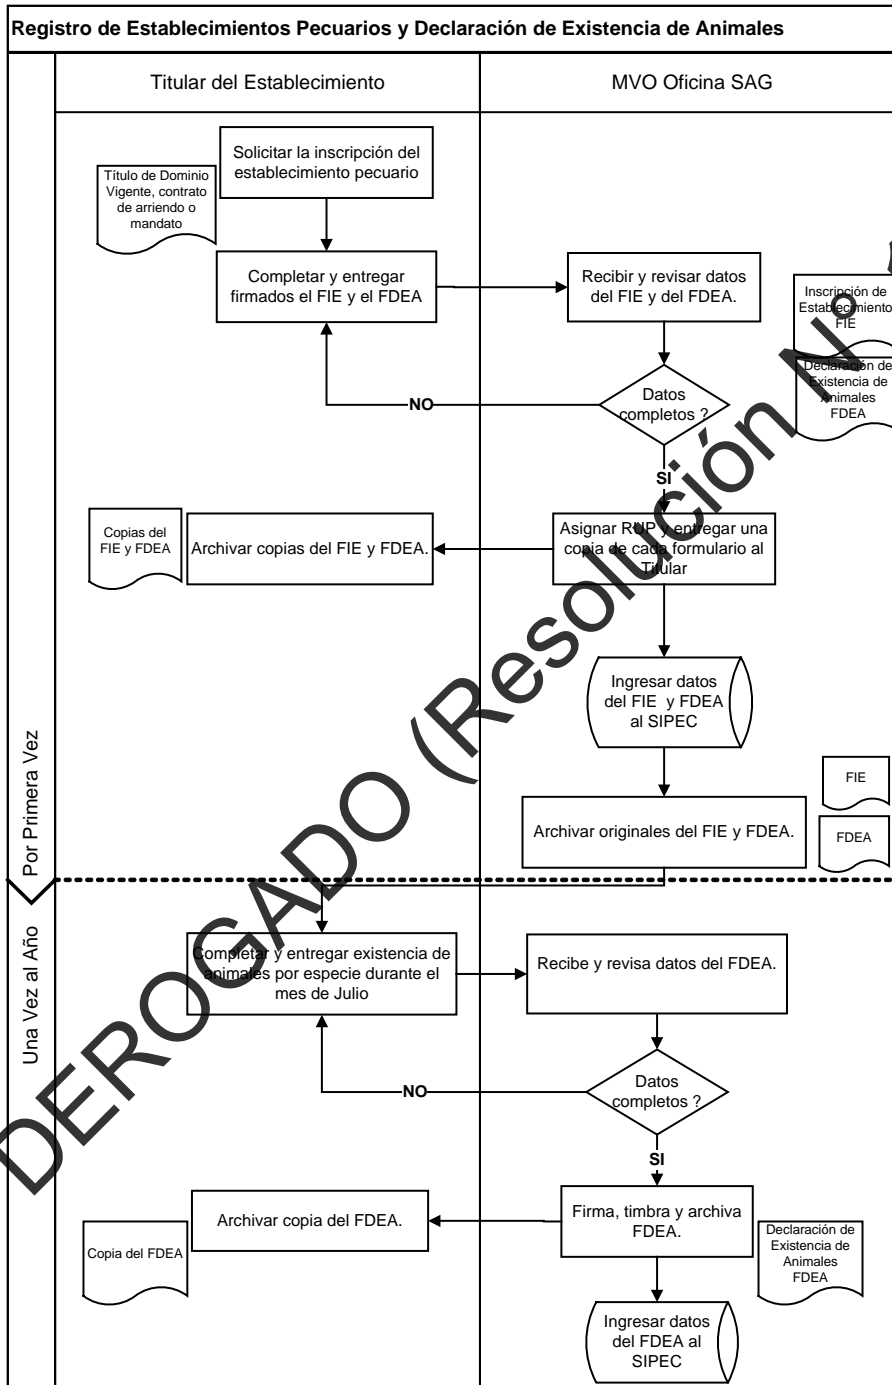 Registro de Establecimientos Pecuarios y Declaración de Existencia de Animales
Titular del Establecimiento
MVO Oficina SAG
Por Primera Vez
Solicitar la inscripción del
establecimiento pecuario
Título de Dominio
Vigente, contrato
de arriendo o
mandato
Completar y entregar
firmados el FIE y el FDEA
Recibir y revisar datos
del FIE y del FDEA.
Inscripción de
Establecimiento
FIE
Declaración de
Existencia de
Animales
FDEA
Datos
completos ?
NO
SI
Asignar RUP y entregar una
copia de cada formulario al
Titular
Archivar copias del FIE y FDEA.
Copias del
FIE y FDEA
Ingresar datos
del FIE y FDEA
al SIPEC
FIE
Archivar originales del FIE y FDEA.
FDEA
Una Vez al Año
Completar y entregar existencia de
animales por especie durante el
mes de Julio
Recibe y revisa datos del FDEA.
Datos
completos ?
NO
SI
Firma, timbra y archiva
FDEA.
Archivar copia del FDEA.
Copia del FDEA
Declaración de
Existencia de
Animales
FDEA
Ingresar datos
del FDEA al
SIPEC
DEROGADO (Resolución N°